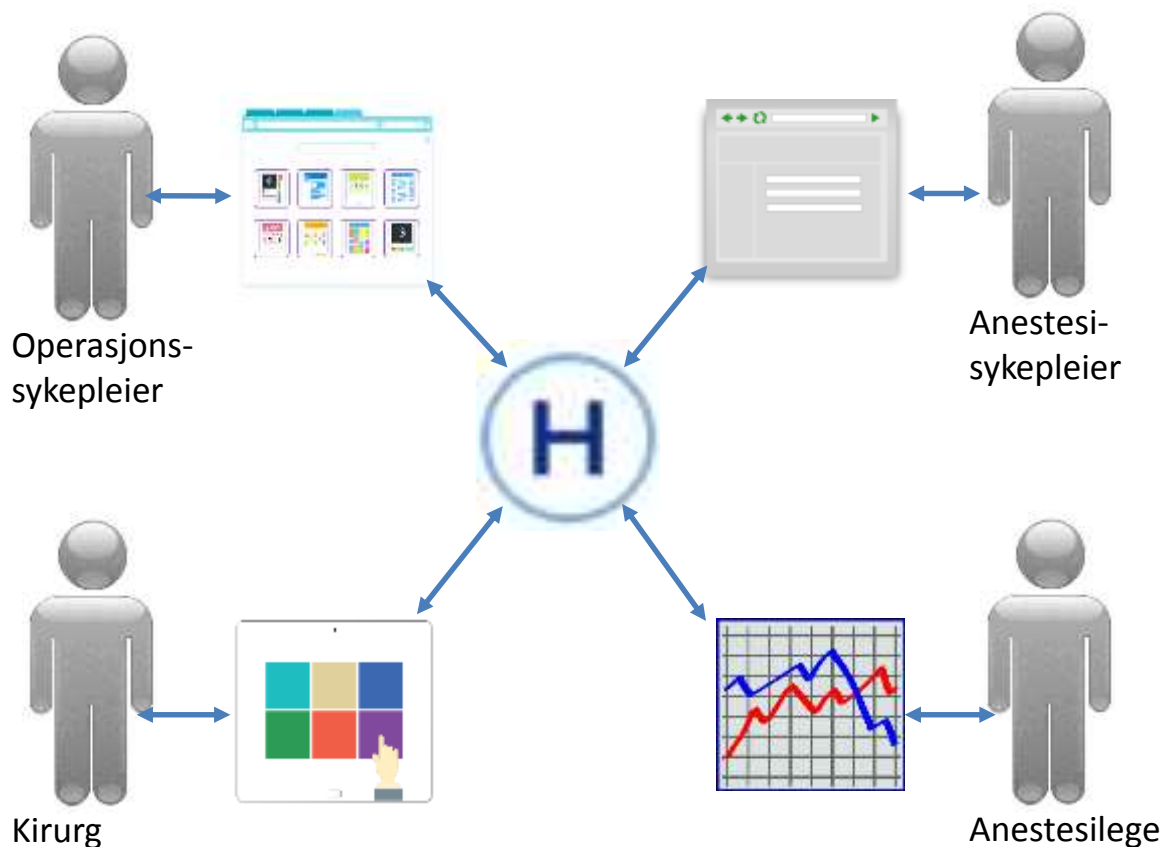 Operasjons-
sykepleier
Anestesi-
sykepleier
H
Kirurg
Anestesilege